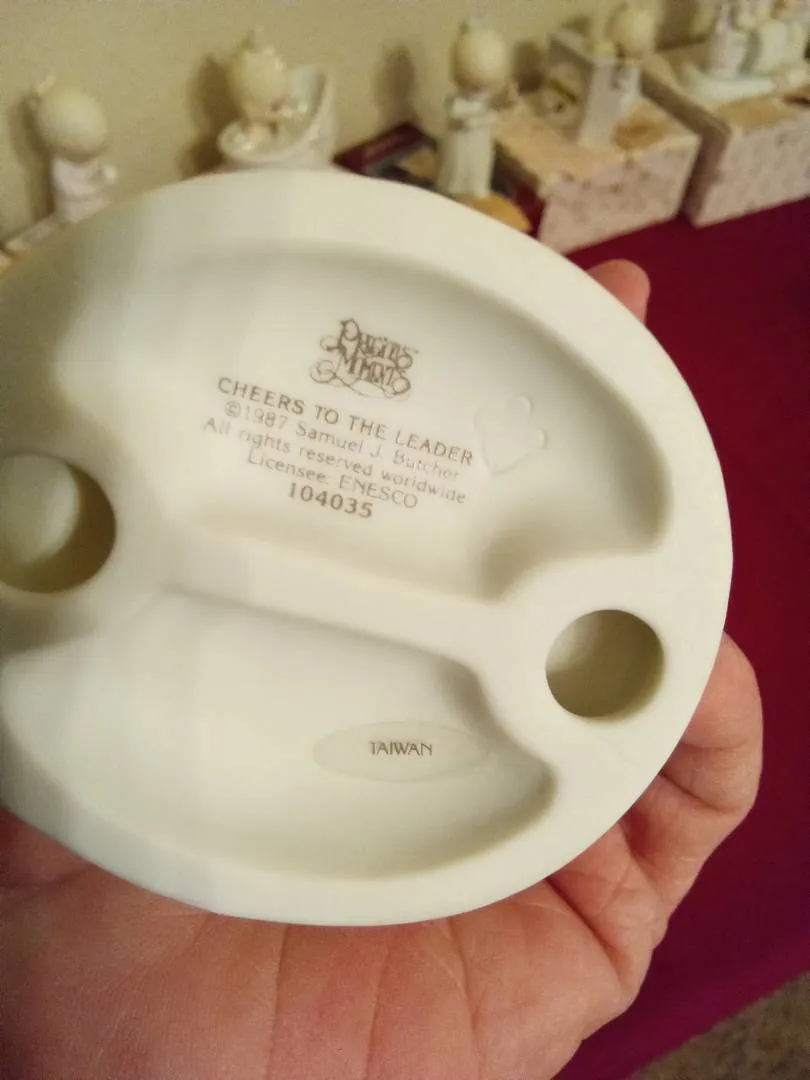 PRECIOUS
MOMENTS
CHEERS TO THE LEADER
©1987 Samuel J. Butcher
All rights reserved worldwide
Licensee: ENESCO
104035
TAIWAN